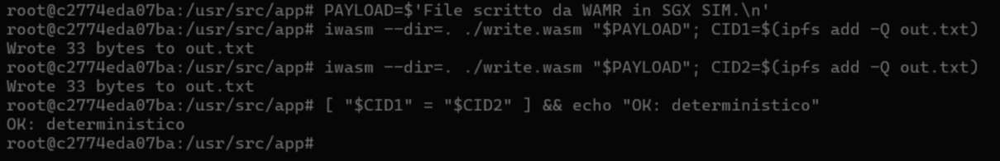 root@c2774eda07ba:/usr/src/app# PAYLOAD=$'File scritto da WAMR in SGX SIM.\n'
root@c2774eda07ba:/usr/src/app# iwasm --dir=. ./write.wasm "$PAYLOAD"; CID1=$(ipfs add -Q out.txt)
Wrote 33 bytes to out.txt
root@c2774eda07ba:/usr/src/app# iwasm --dir=. ./write.wasm "$PAYLOAD"; CID2=$(ipfs add -Q out.txt)
Wrote 33 bytes to out.txt
root@c2774eda07ba:/usr/src/app# [ "$CID1" = "$CID2" ] && echo "OK: deterministico"
OK: deterministico
root@c2774eda07ba:/usr/src/app#